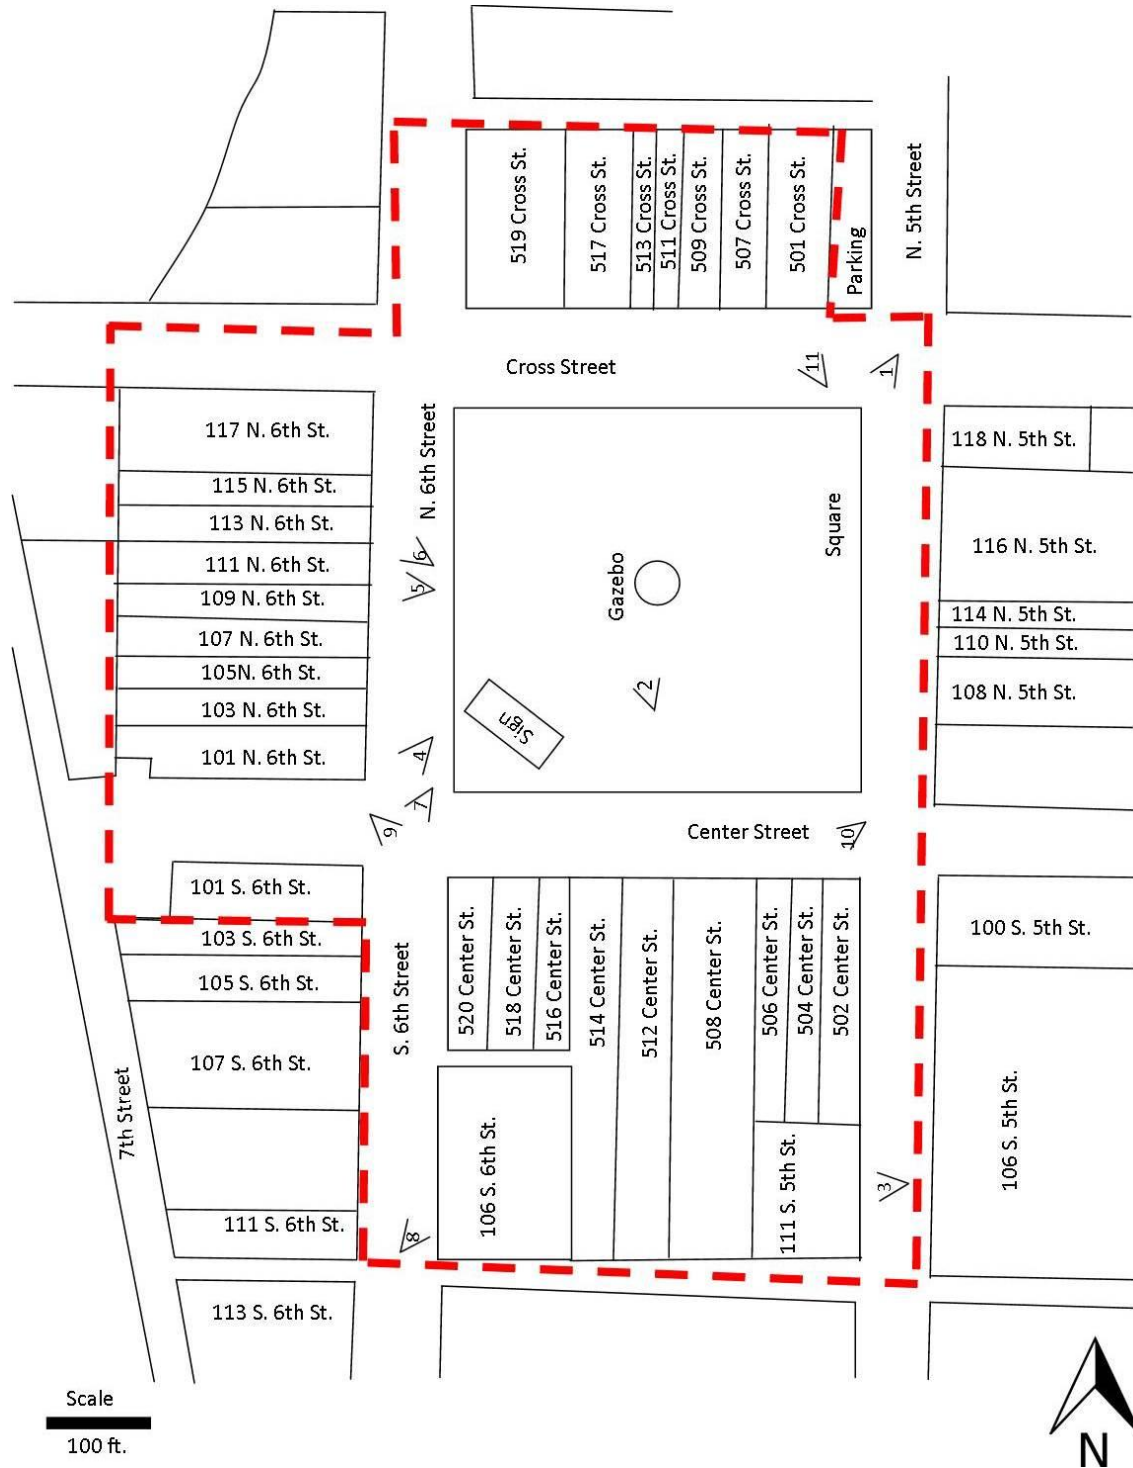 519 Cross St.
517 Cross St.
513 Cross St.
511 Cross St.
509 Cross St.
507 Cross St.
501 Cross St.
Parking
N. 5th Street
Cross Street
11
1
117 N. 6th St.
115 N. 6th St.
113 N. 6th St.
111 N. 6th St.
109 N. 6th St.
107 N. 6th St.
105N. 6th St.
103 N. 6th St.
101 N. 6th St.
N. 6th Street
6
5
Gazebo
Square
2
Sign
4
7
9
118 N. 5th St.
116 N. 5th St.
114 N. 5th St.
110 N. 5th St.
108 N. 5th St.
Center Street
10
101 S. 6th St.
103 S. 6th St.
105 S. 6th St.
107 S. 6th St.
111 S. 6th St.
113 S. 6th St.
7th Street
S. 6th Street
520 Center St.
518 Center St.
516 Center St.
514 Center St.
512 Center St.
508 Center St.
506 Center St.
504 Center St.
502 Center St.
106 S. 6th St.
111 S. 5th St.
3
8
100 S. 5th St.
106 S. 5th St.
Scale
100 ft.
N